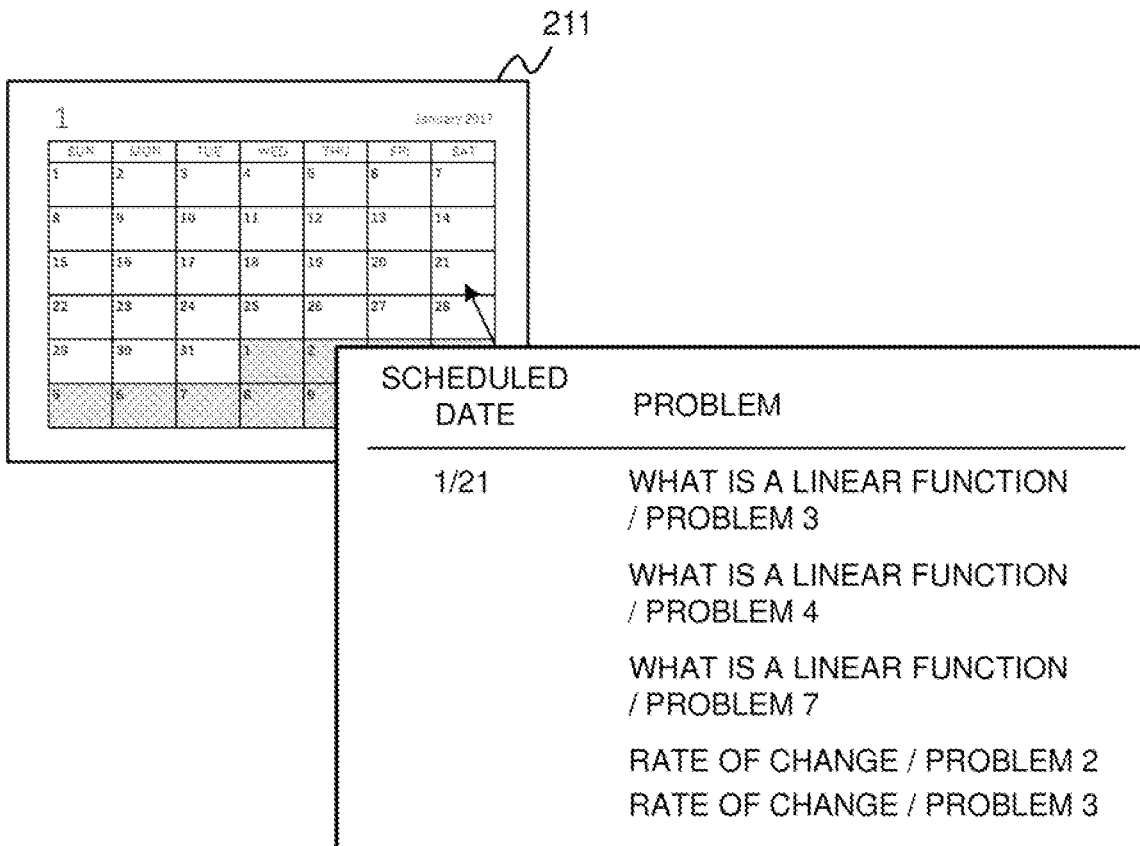 211
1 January 2017
SUN MON TUE WED THU FRI SAT
1 2 3 4 5 6 7
8 9 10 11 12 13 14
15 16 17 18 19 20 21
22 23 24 25 26 27 28
29 30 31 1 2
5 6 7 8 9
SCHEDULED
DATE
PROBLEM
1/21
WHAT IS A LINEAR FUNCTION
/ PROBLEM 3
WHAT IS A LINEAR FUNCTION
/ PROBLEM 4
WHAT IS A LINEAR FUNCTION
/ PROBLEM 7
RATE OF CHANGE / PROBLEM 2
RATE OF CHANGE / PROBLEM 3